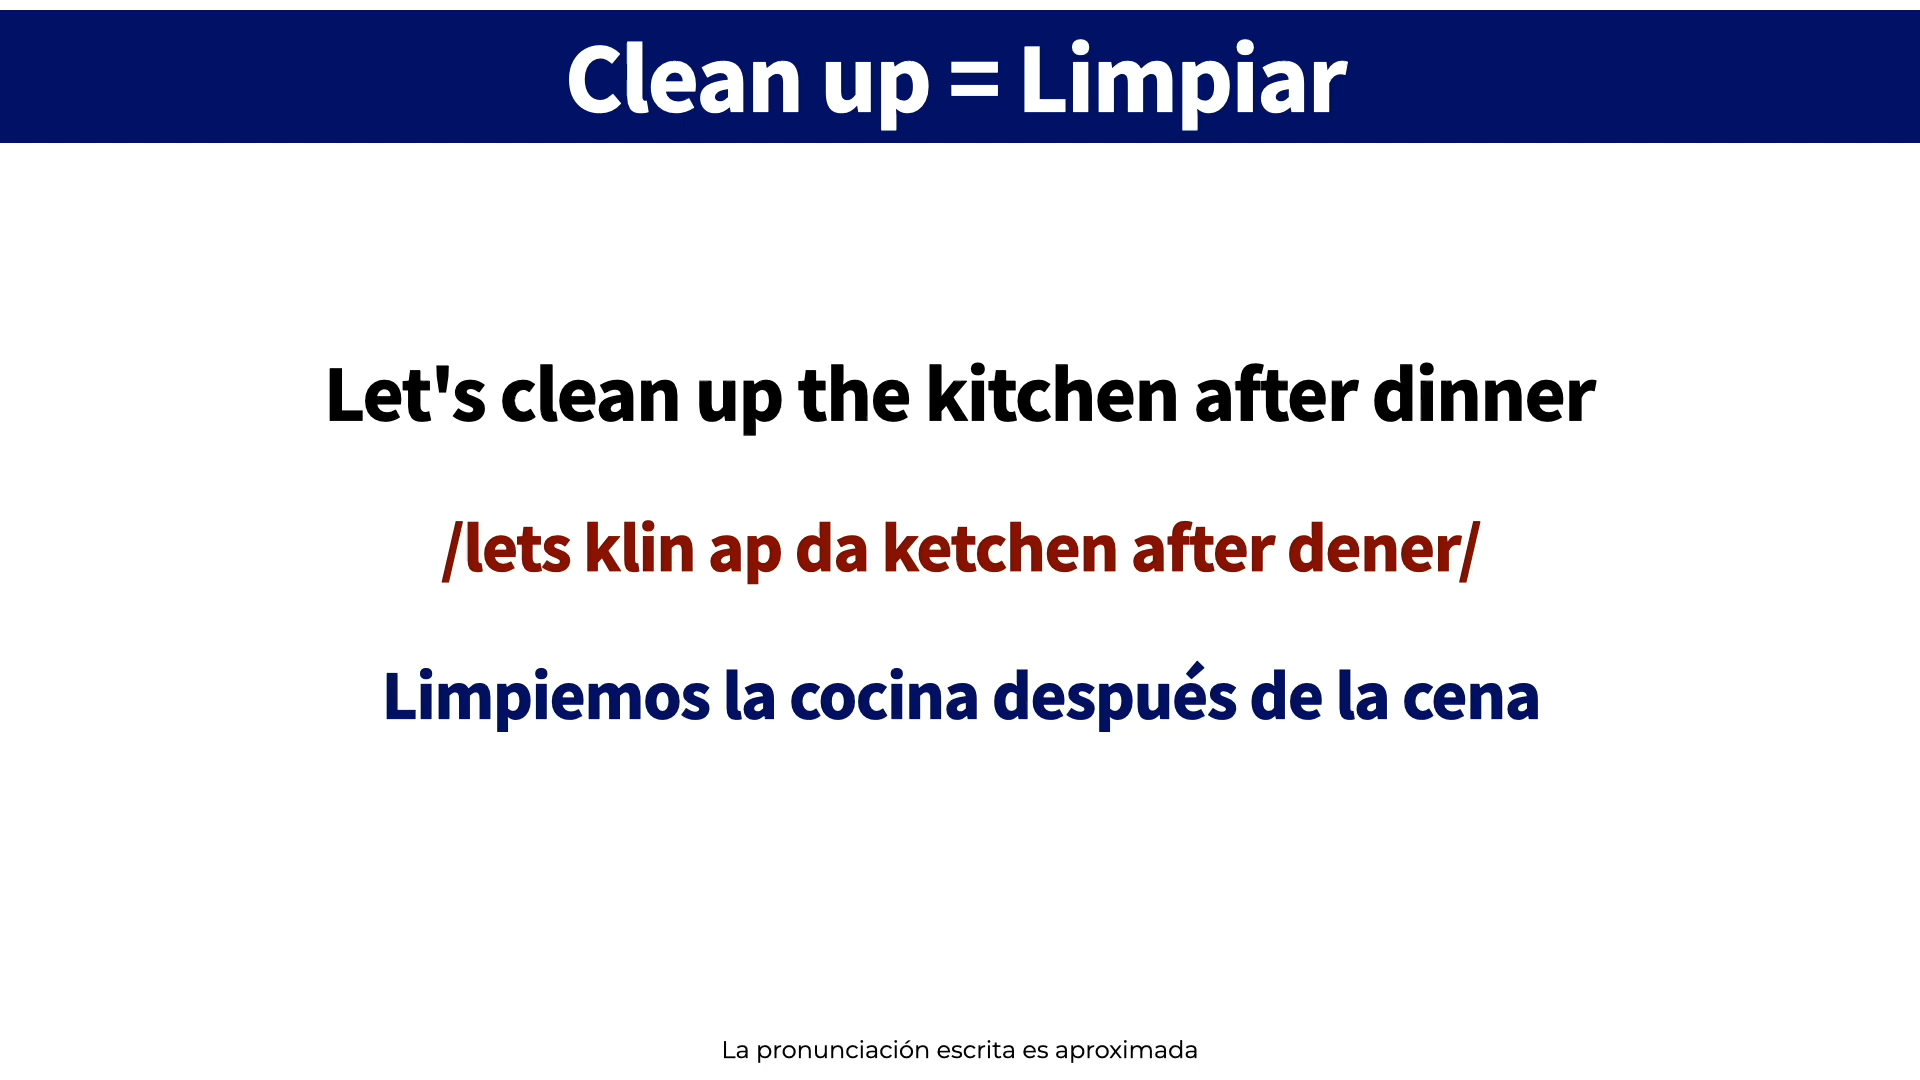 Clean up = Limpiar
Let's clean up the kitchen after dinner
/lets klin ap da ketchen after dener/
Limpiemos la cocina después de la cena
La pronunciación escrita es aproximada